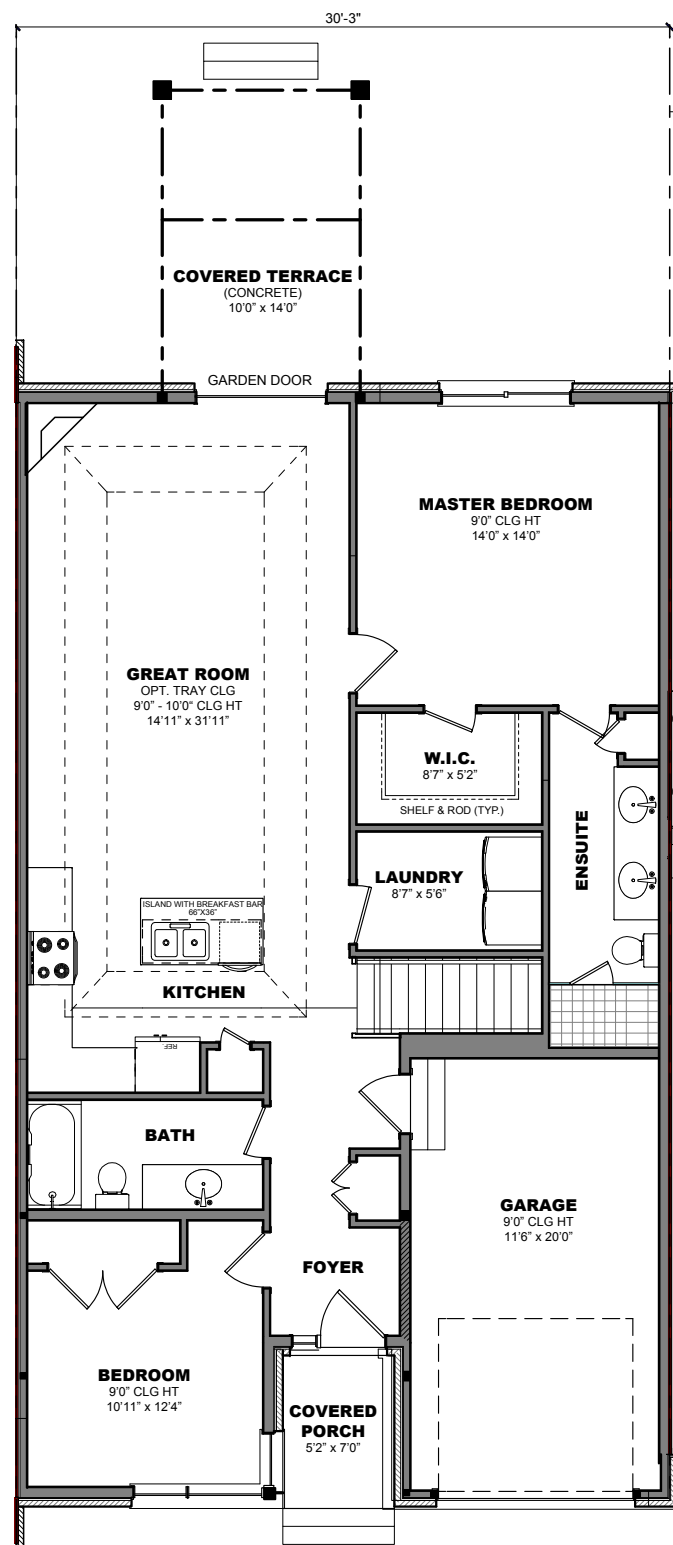 30'-3"
COVERED TERRACE
(CONCRETE)
10'0" x 14'0"
GARDEN DOOR
MASTER BEDROOM
9'0" CLG HT
14'0" x 14'0"
GREAT ROOM
OPT. TRAY CLG
9'0" - 10'0" CLG HT
14'11" x 31'11"
W.I.C.
8'7" x 5'2"
SHELF & ROD (TYP.)
ENSUITE
LAUNDRY
8'7" x 5'6"
ISLAND WITH BREAKFAST BAR
66"X36"
KITCHEN
REF.
BATH
GARAGE
9'0" CLG HT
11'6" x 20'0"
FOYER
BEDROOM
9'0" CLG HT
10'11" x 12'4"
COVERED
PORCH
5'2" x 7'0"